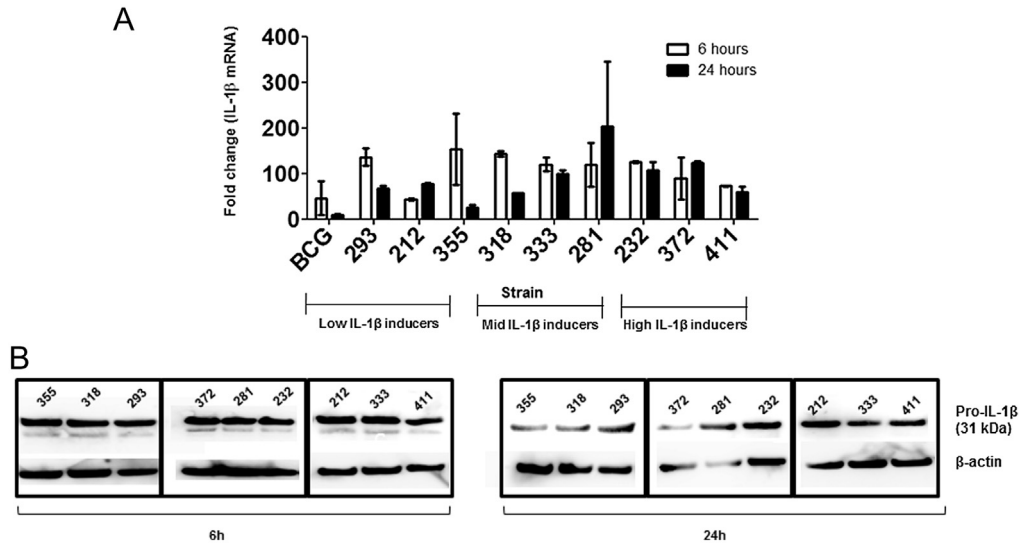 A
Fold change (IL-1β mRNA)
400
300
200
100
0
6 hours
24 hours
BCG 293 212 355 318 333 281 232 372 411
Strain
Low IL-1β inducers Mid IL-1β inducers High IL-1β inducers
B
355 318 293 372 281 232 212 333 411
355 318 293 372 281 232 212 333 411
Pro-IL-1β
(31 kDa)
β-actin
6h 24h